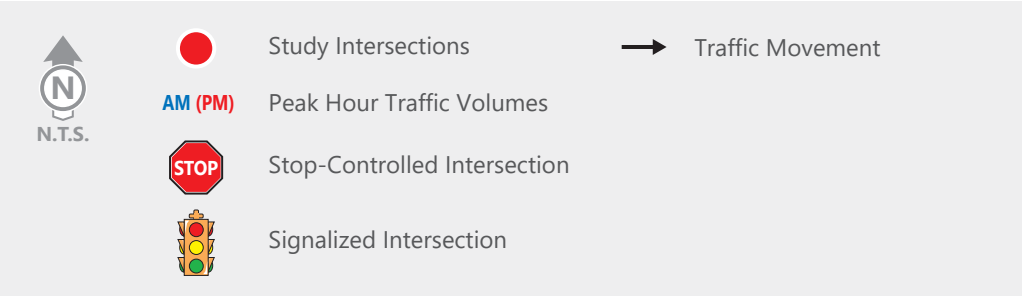 N
N.T.S.
Study Intersections
Traffic Movement
AM (PM) Peak Hour Traffic Volumes
STOP Stop-Controlled Intersection
Signalized Intersection